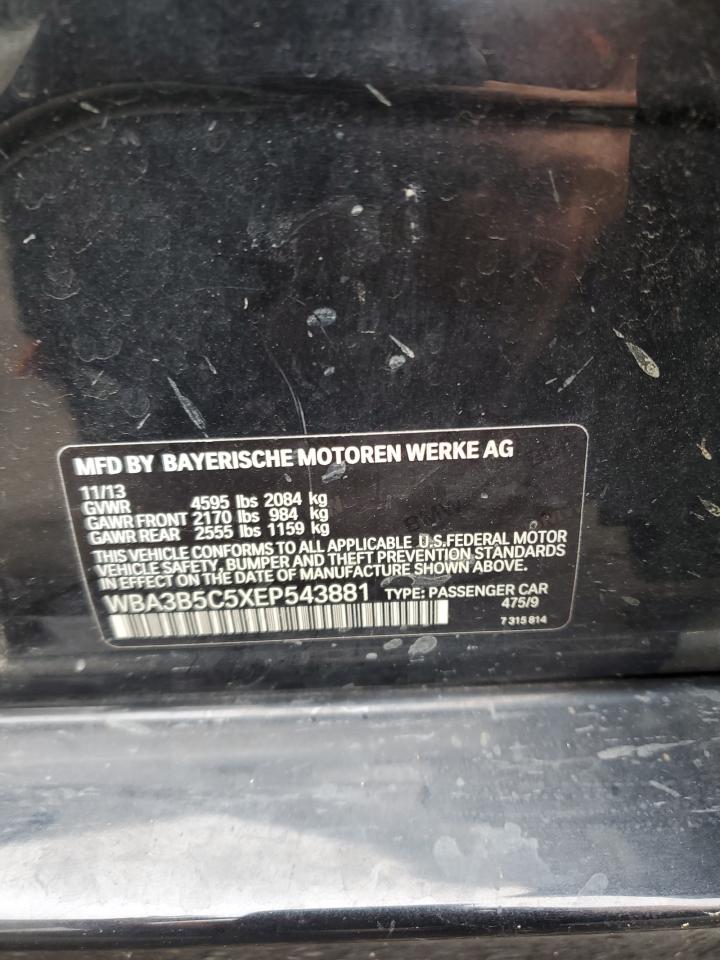 MFD BY BAYERISCHE MOTOREN WERKE AG
11/13
GVWR 4595 lbs 2084 kg
GAWR FRONT 2170 lbs 984 kg
GAWR REAR 2555 lbs 1159 kg
THIS VEHICLE CONFORMS TO ALL APPLICABLE U.S.FEDERAL MOTOR
VEHICLE SAFETY, BUMPER AND THEFT PREVENTION STANDARDS
IN EFFECT ON THE DATE OF MANUFACTURE SHOWN ABOVE.
WBA3B5C5XEP543881 TYPE: PASSENGER CAR
475/9
7 315 814